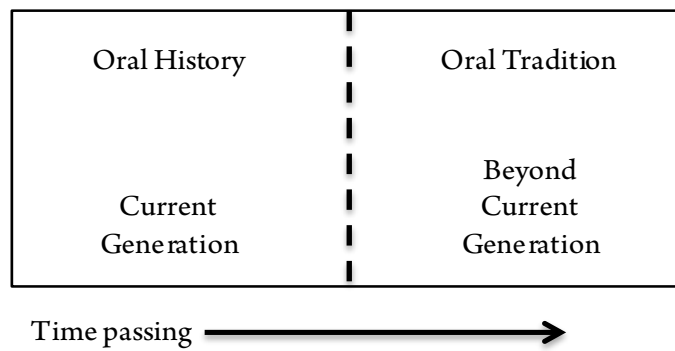 Oral History
Oral Tradition
Current
Generation
Beyond
Current
Generation
Time passing